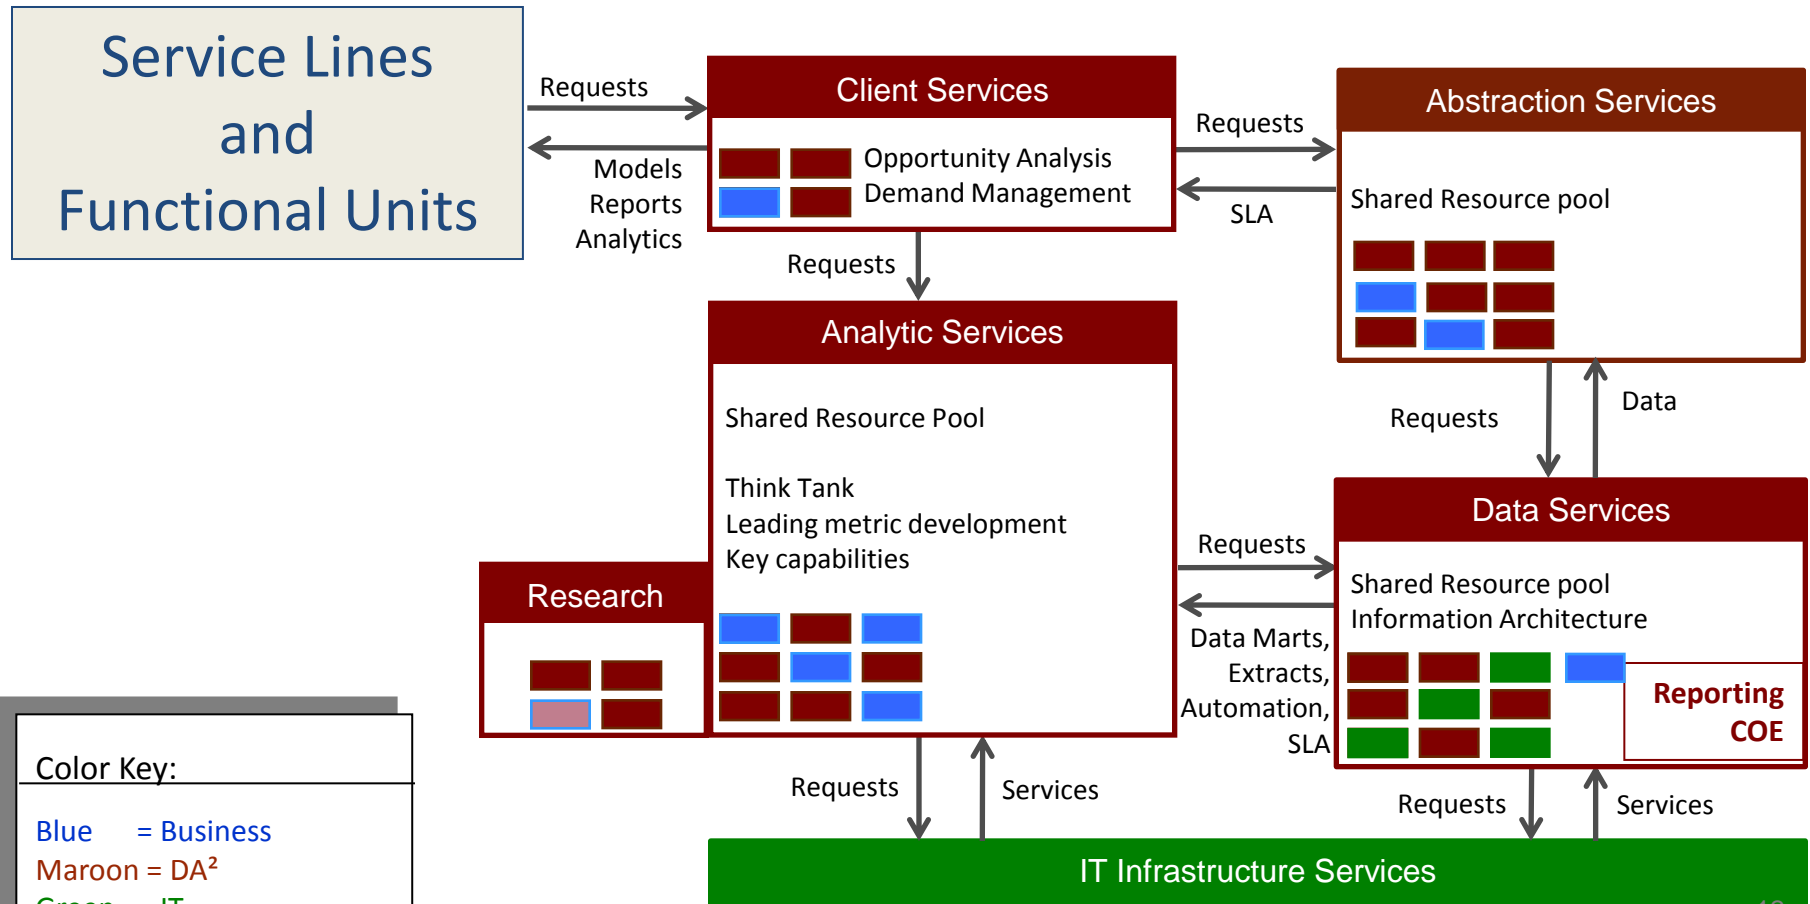 Service Lines
and
Functional Units
Requests
Models
Reports
Analytics
Client Services
Opportunity Analysis
Demand Management
Requests
SLA
Abstraction Services
Shared Resource pool
Requests
Analytic Services
Shared Resource Pool
Think Tank
Leading metric development
Key capabilities
Requests
Data
Research
Requests
Data Marts,
Extracts,
Automation,
SLA
Data Services
Shared Resource pool
Information Architecture
Reporting
COE
Color Key:
Blue = Business
Maroon = DA²
Green = IT
Requests
Services
Requests
Services
IT Infrastructure Services